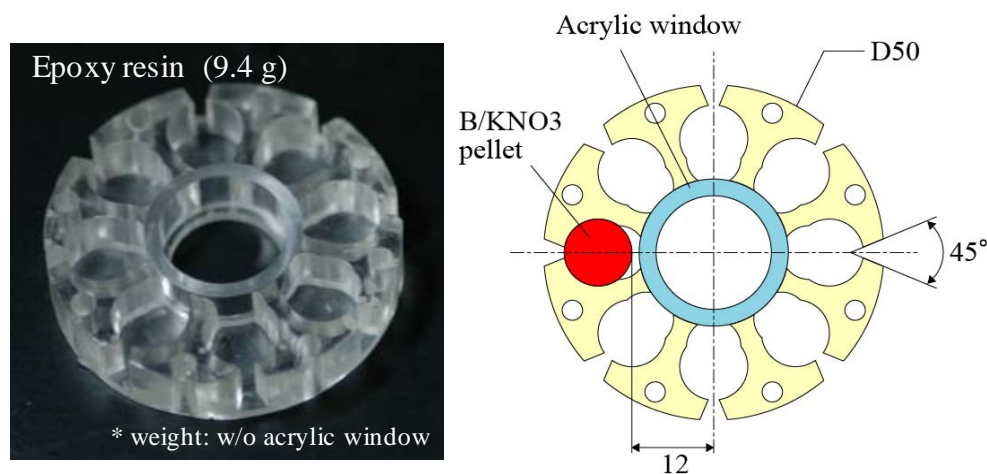 Epoxy resin (9.4 g)
* weight: w/o acrylic window
Acrylic window
D50
B/KNO3
pellet
45°
12